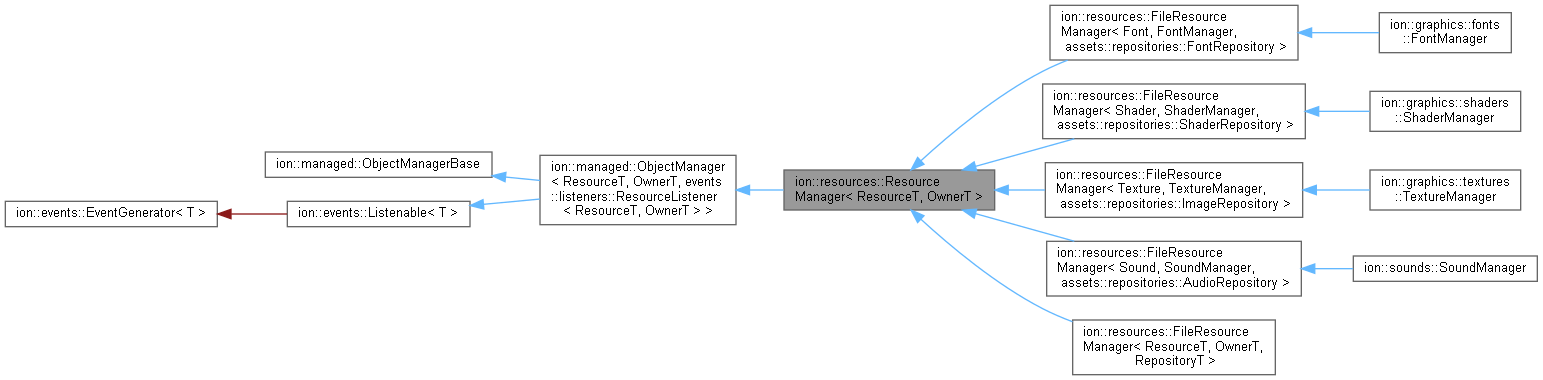 ion::resources::FileResource
Manager< Font, FontManager,
assets::repositories::FontRepository >
ion::graphics::fonts
::FontManager
ion::resources::FileResource
Manager< Shader, ShaderManager,
assets::repositories::ShaderRepository >
ion::graphics::shaders
::ShaderManager
ion::managed::ObjectManagerBase
ion::events::EventGenerator< T >
ion::events::Listenable< T >
ion::managed::ObjectManager
< ResourceT, OwnerT, events
::listeners::ResourceListener
< ResourceT, OwnerT > >
ion::resources::Resource
Manager< ResourceT, OwnerT >
ion::resources::FileResource
Manager< Texture, TextureManager,
assets::repositories::ImageRepository >
ion::graphics::textures
::TextureManager
ion::resources::FileResource
Manager< Sound, SoundManager,
assets::repositories::AudioRepository >
ion::sounds::SoundManager
ion::resources::FileResource
Manager< ResourceT, OwnerT,
RepositoryT >